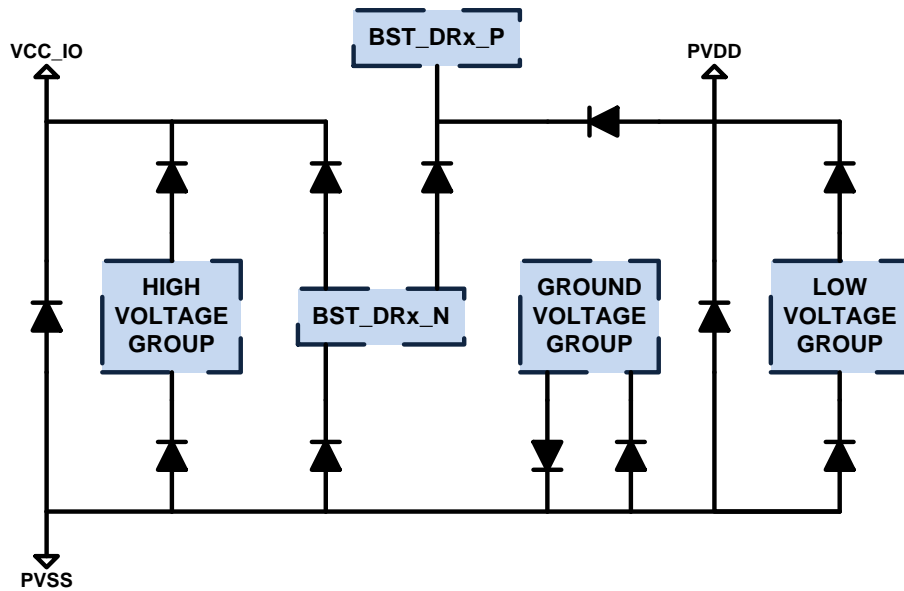 BST_DRx_P
VCC_IO
PVDD
HIGH
VOLTAGE
GROUP
BST_DRx_N
GROUND
VOLTAGE
GROUP
LOW
VOLTAGE
GROUP
PVSS